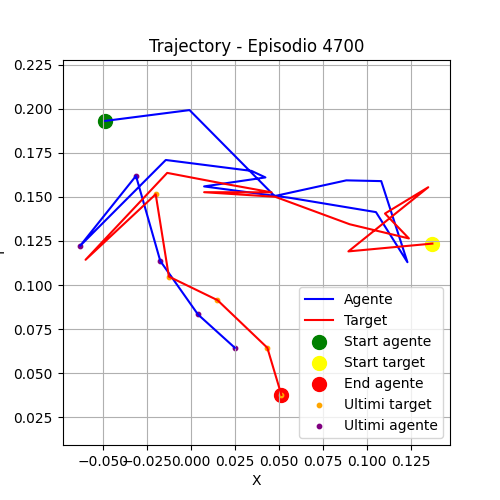 Trajectory - Episodio 4700
0.225
0.200
0.175
0.150
0.125
0.100
0.075
0.050
0.025
−0.050 −0.025 0.000 0.025 0.050 0.075 0.100 0.125
X
Agente
Target
Start agente
Start target
End agente
Ultimi target
Ultimi agente